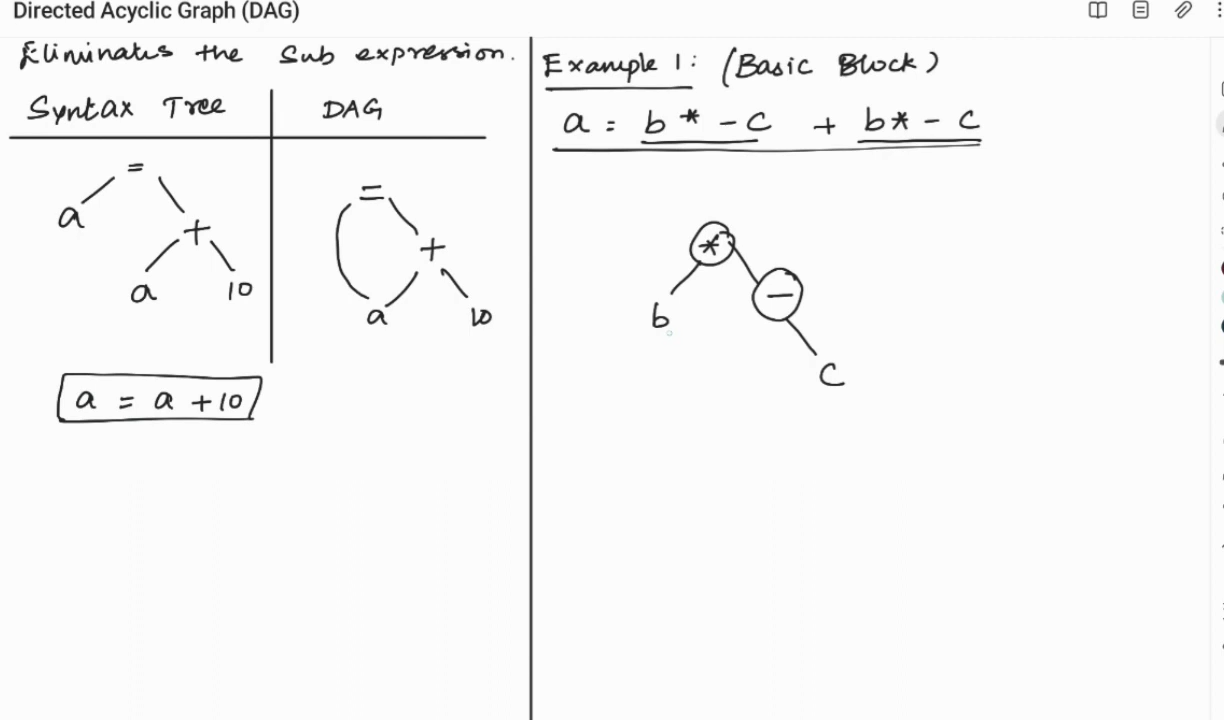 Directed Acyclic Graph (DAG)
Eliminates the Sub expression.
Syntax Tree DAG
=
a
+
a 10
=
+
a 10
a = a + 10
Example 1: (Basic Block)
a = b * - c + b * - c
*
b
-
c